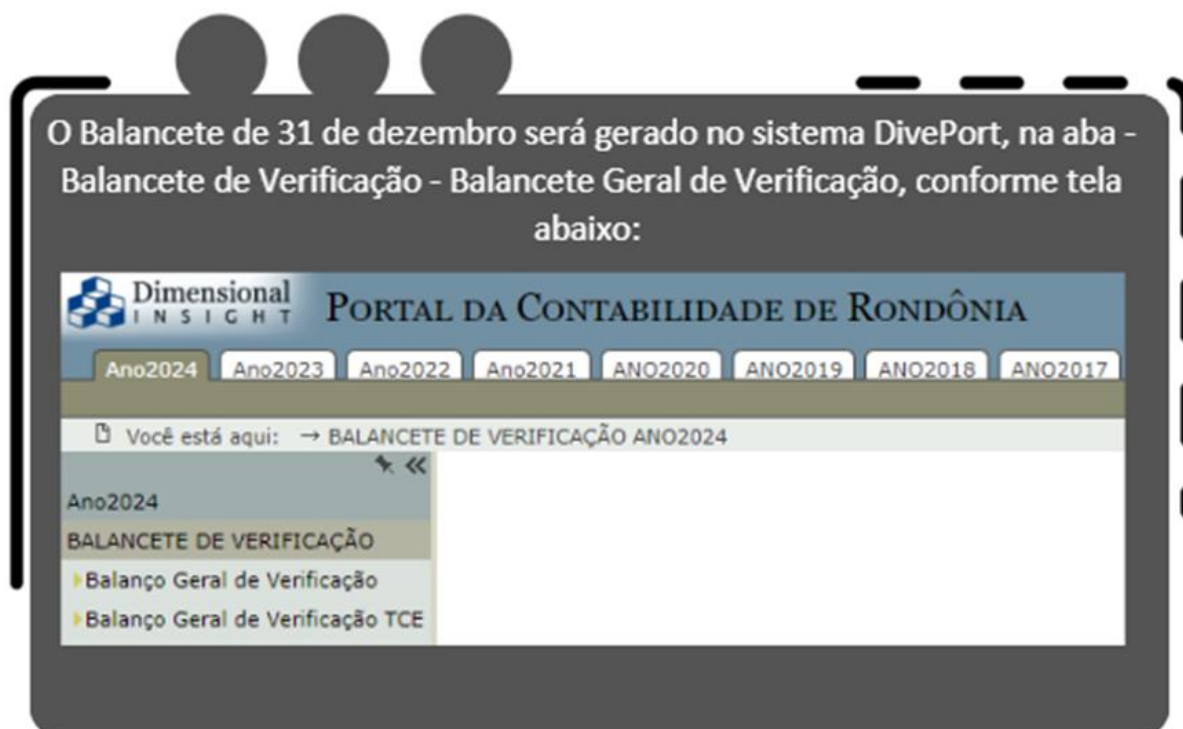 O Balancete de 31 de dezembro será gerado no sistema DivePort, na aba -
Balancete de Verificação - Balancete Geral de Verificação, conforme tela
abaixo:
Dimensional
INSIGHT
PORTAL DA CONTABILIDADE DE RONDÔNIA
Ano2024 Ano2023 Ano2022 Ano2021 ANO2020 ANO2019 ANO2018 ANO2017
Você está aqui: → BALANCETE DE VERIFICAÇÃO ANO2024
Ano2024
BALANCETE DE VERIFICAÇÃO
Balanço Geral de Verificação
Balanço Geral de Verificação TCE